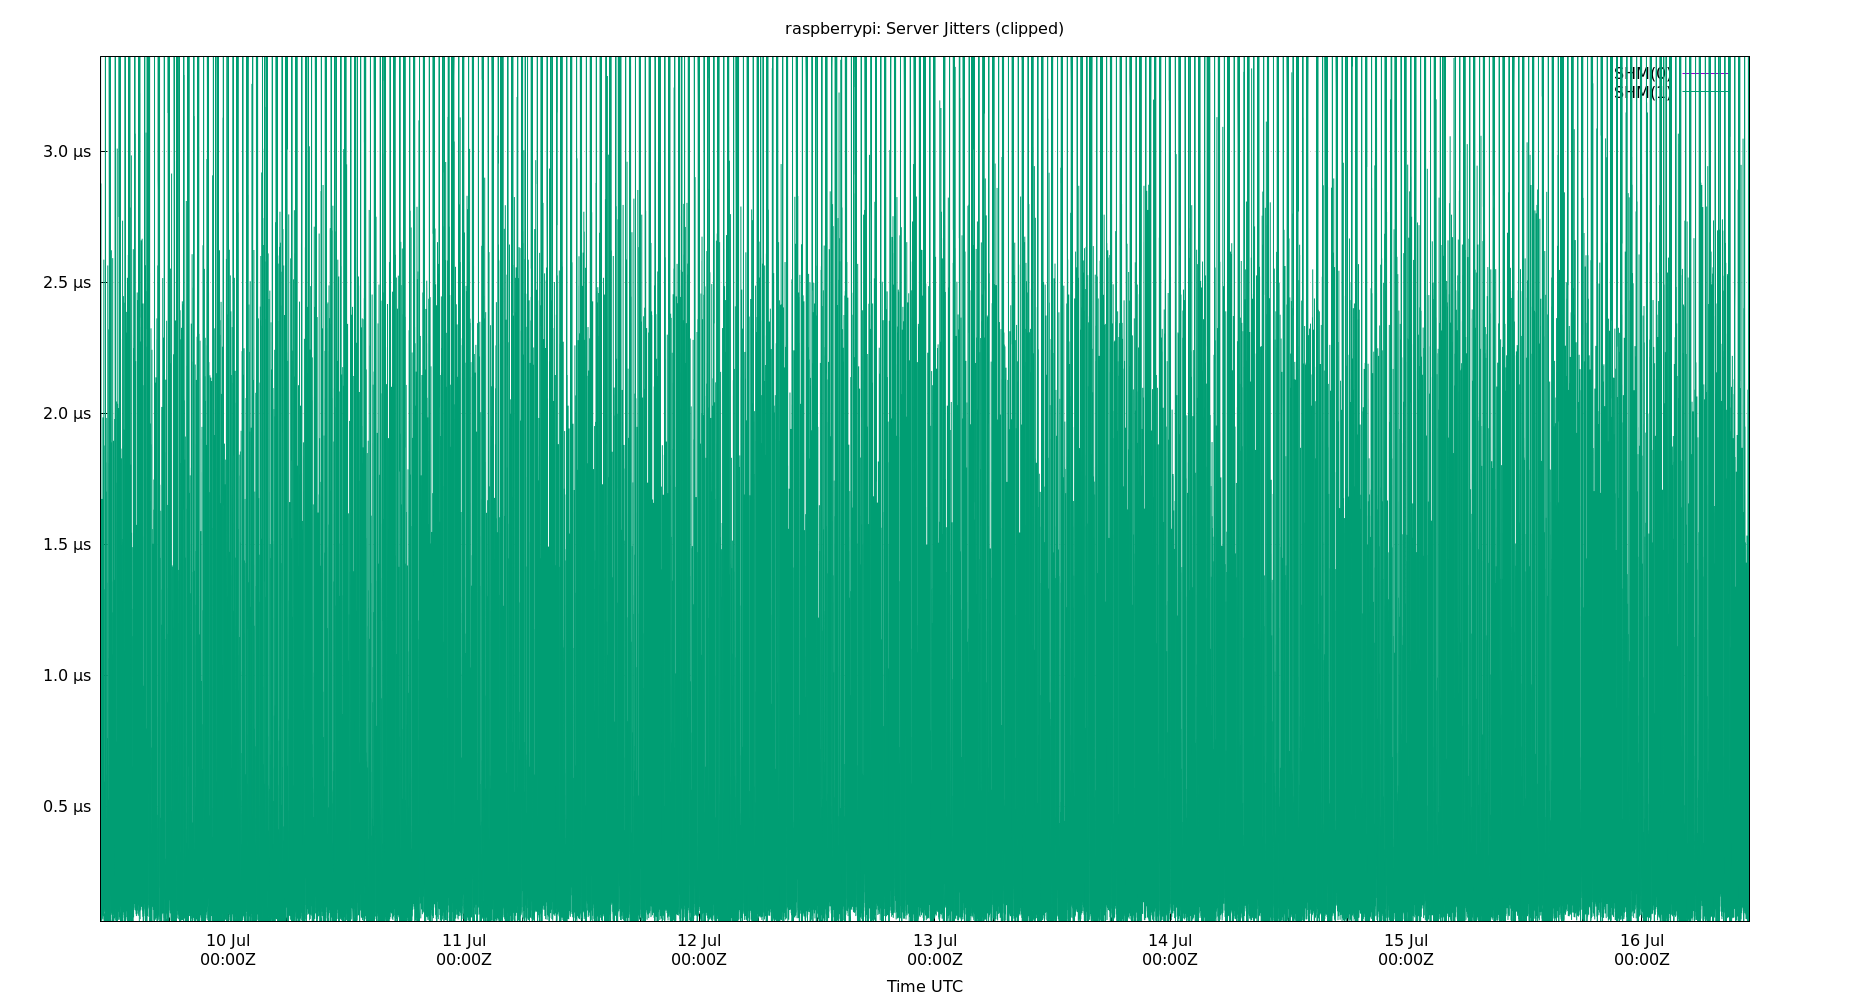 raspberrypi: Server Jitters (clipped)
SHM(0)
SHM(1)
3.0 µs
2.5 µs
2.0 µs
1.5 µs
1.0 µs
0.5 µs
10 Jul 11 Jul 12 Jul 13 Jul 14 Jul 15 Jul 16 Jul
00:00Z 00:00Z 00:00Z 00:00Z 00:00Z 00:00Z 00:00Z
Time UTC